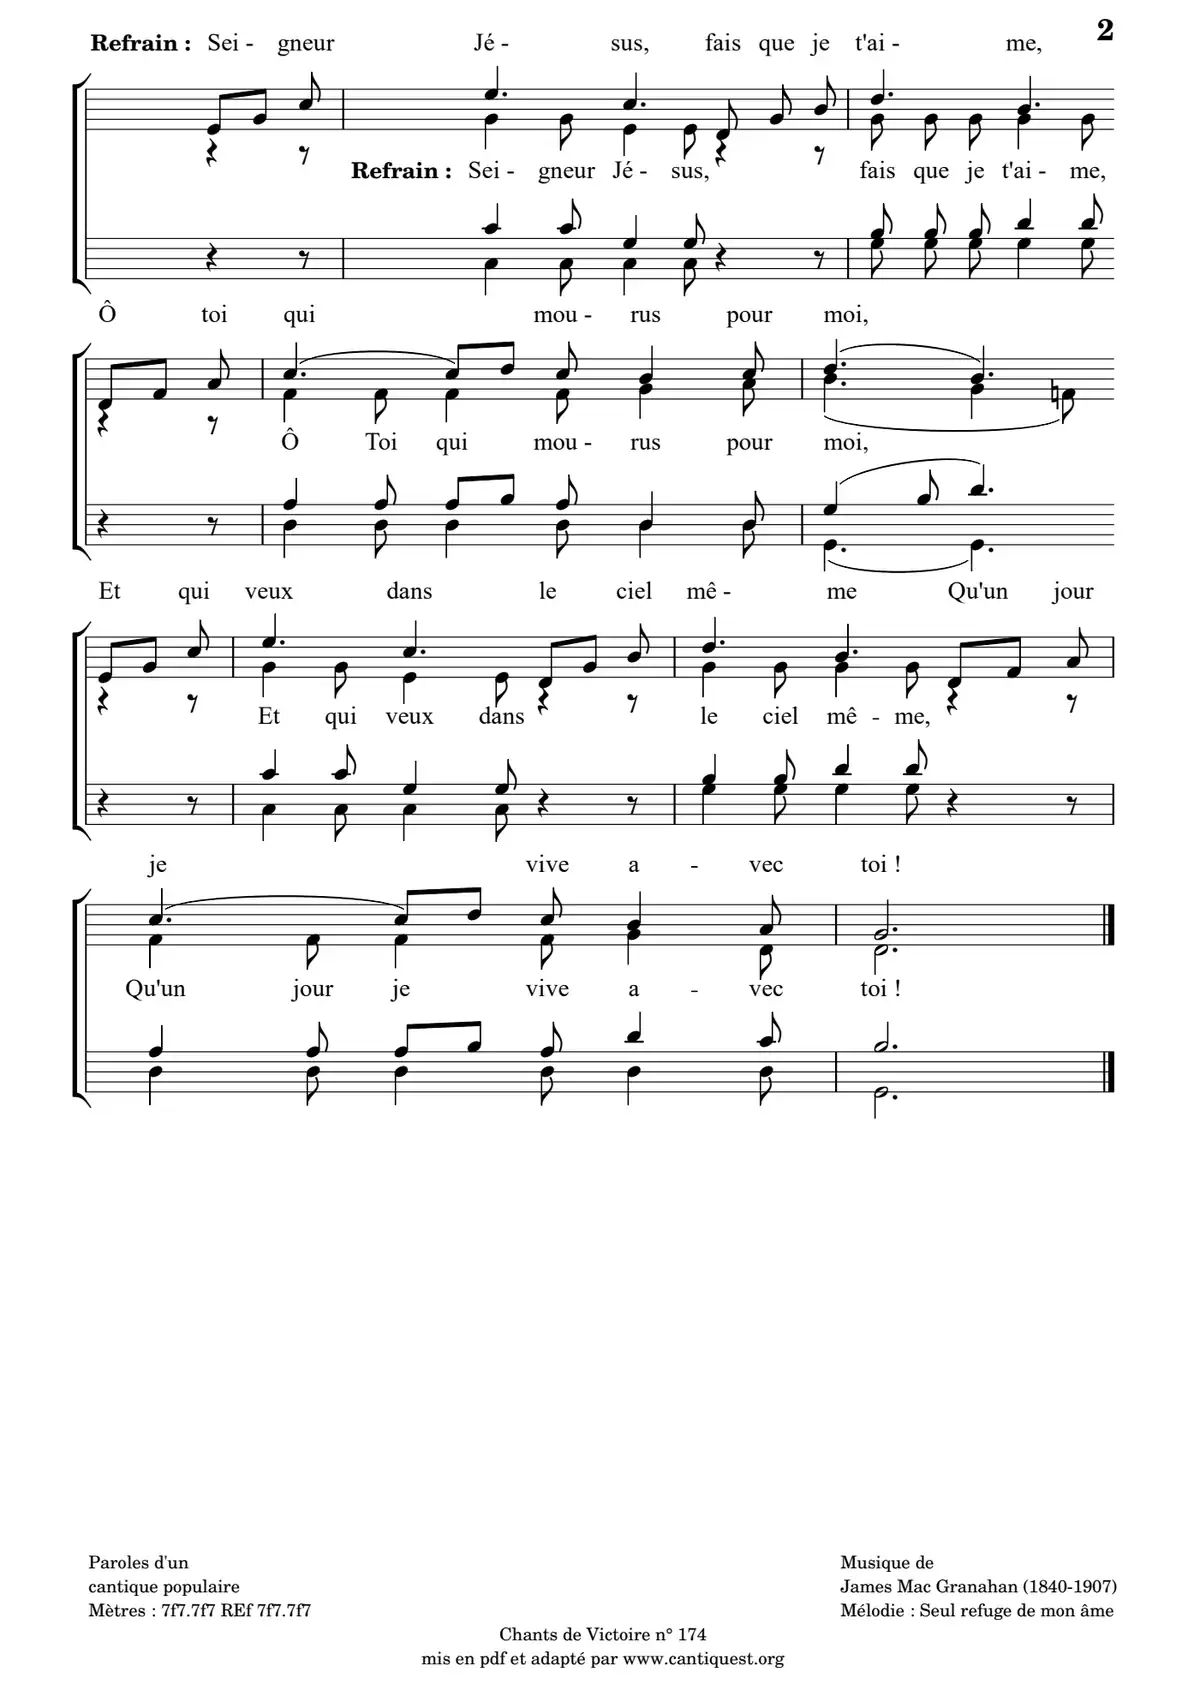 2
Refrain : Sei - gneur Jé - sus, fais que je t'ai - me,
Refrain : Sei - gneur Jé - sus, fais que je t'ai - me,
Ô toi qui mou - rus pour moi,
Ô Toi qui mou - rus pour moi,
Et qui veux dans le ciel mê - me Qu'un jour
Et qui veux dans le ciel mê - me,
je vive a - vec toi !
Qu'un jour je vive a - vec toi !
Paroles d'un
cantique populaire
Mètres : 7f7.7f7 REf 7f7.7f7
Musique de
James Mac Granahan (1840-1907)
Mélodie : Seul refuge de mon âme
Chants de Victoire n° 174
mis en pdf et adapté par www.cantiquest.org